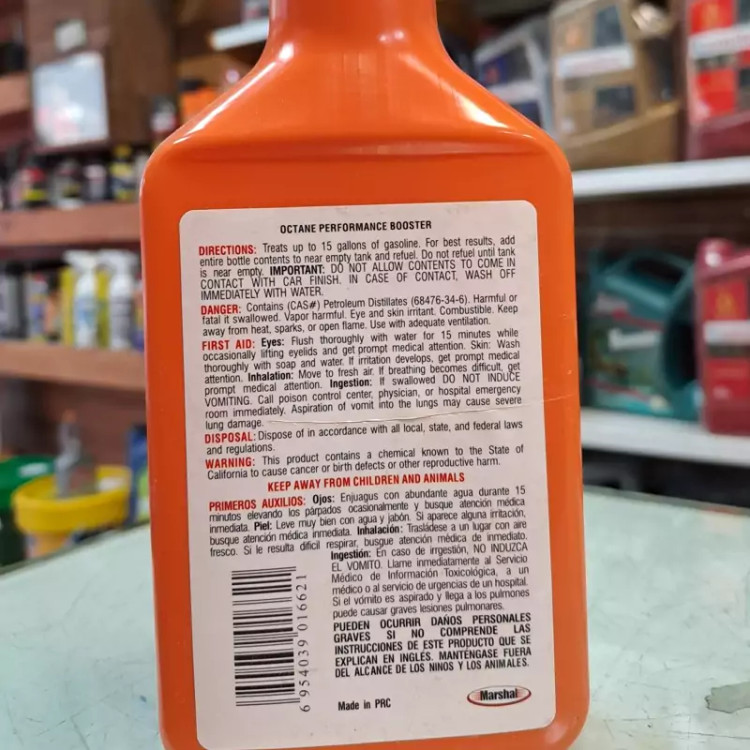 OCTANE PERFORMANCE BOOSTER
DIRECTIONS: Treats up to 15 gallons of gasoline. For best results, add
entire bottle contents to near empty tank and refuel. Do not refuel until tank
is near empty. IMPORTANT: DO NOT ALLOW CONTENTS TO COME IN
CONTACT WITH CAR FINISH. IN CASE OF CONTACT, WASH OFF
IMMEDIATELY WITH WATER.
DANGER: Contains (CAS#) Petroleum Distillates (68476-34-6). Harmful or
fatal it swallowed. Vapor harmful. Eye and skin irritant. Combustible. Keep
away from heat, sparks, or open flame. Use with adequate ventilation.
FIRST AID: Eyes: Flush thoroughly with water for 15 minutes while
occasionally lifting eyelids and get prompt medical attention. Skin: Wash
thoroughly with soap and water. If irritation develops, get prompt medical
attention. Inhalation: Move to fresh air. If breathing becomes difficult, get
prompt medical attention. Ingestion: If swallowed DO NOT INDUCE
VOMITING. Call poison control center, physician, or hospital emergency
room immediately. Aspiration of vomit into the lungs may cause severe
lung damage.
DISPOSAL: Dispose of in accordance with all local, state, and federal laws
and regulations.
WARNING: This product contains a chemical known to the State of
California to cause cancer or birth defects or other reproductive harm.
KEEP AWAY FROM CHILDREN AND ANIMALS
PRIMEROS AUXILIOS: Ojos: Enjuagus con abundante agua durante 15
minutos elevando los párpados ocasionalmente y busque atención médica
inmediata. Piel: Leve muy bien con agua y jabón. Si aparece alguna irritación,
busque atención médica inmediata. Inhalación: Trasládese a un lugar con aire
fresco. Si le resulta difícil respirar, busgue atención mèdica de inmediato.
Ingestión: En caso de irrgestión, NO INDUZCA
EL VOMITO. Llame inmediatamente al Servicio
Médico de Información Toxicológica, a un
médico o al servicio de urgencias de un hospital.
Si el vómito es aspirado y llega a los pulmones
puede causar graves lesiones pulmonares.
PUEDEN OCURRIR DAÑOS PERSONALES
GRAVES SI NO COMPRENDE LAS
INSTRUCCIONES DE ESTE PRODUCTO QUE SE
EXPLICAN EN INGLÉS. MANTÉNGASE FUERA
DEL ALCANCE DE LOS NINOS Y LOS ANIMALES.
6 954039 016621
Made in PRC
Marshal